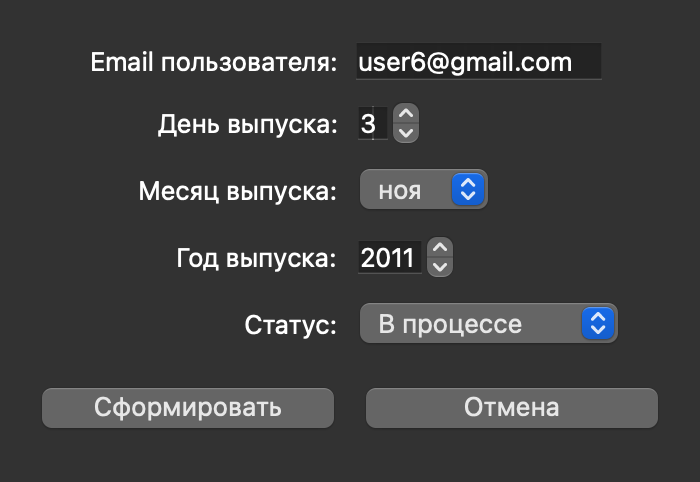 Email пользователя: user6@gmail.com
День выпуска: 3
Месяц выпуска: ноя
Год выпуска: 2011
Статус: В процессе
Сформировать Отмена